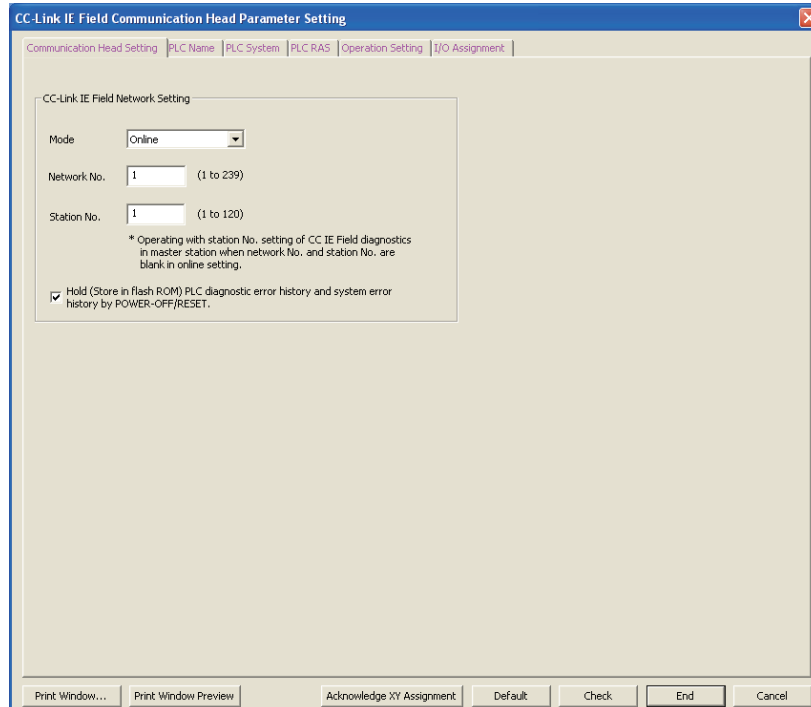 CC-Link IE Field Communication Head Parameter Setting
Communication Head Setting PLC Name PLC System PLC RAS Operation Setting I/O Assignment
CC-Link IE Field Network Setting
Mode Online
Network No. 1 (1 to 239)
Station No. 1 (1 to 120)
* Operating with station No. setting of CC IE Field diagnostics
in master station when network No. and station No. are
blank in online setting.
Hold (Store in flash ROM) PLC diagnostic error history and system error
history by POWER-OFF/RESET.
Print Window... Print Window Preview Acknowledge XY Assignment Default Check End Cancel